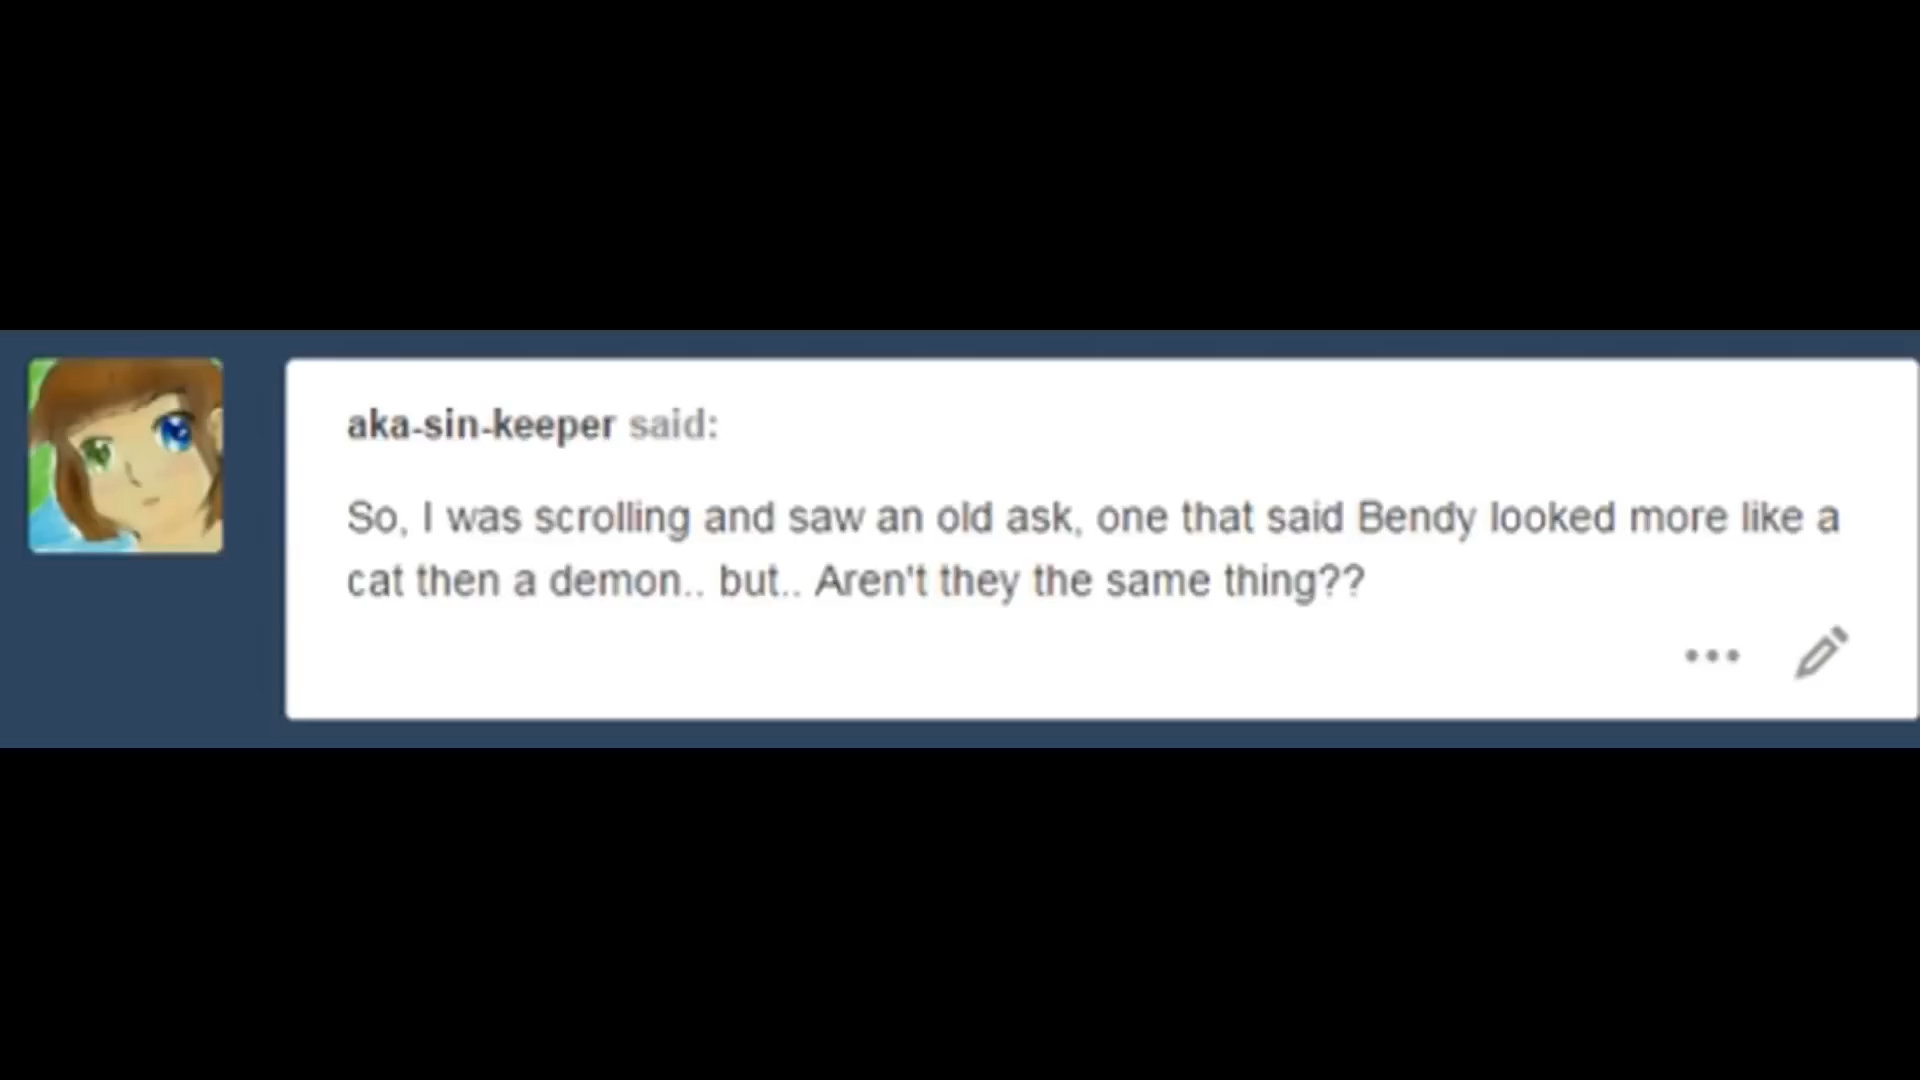 aka-sin-keeper said:
So, I was scrolling and saw an old ask, one that said Bendy looked more like a
cat then a demon.. but.. Aren't they the same thing??